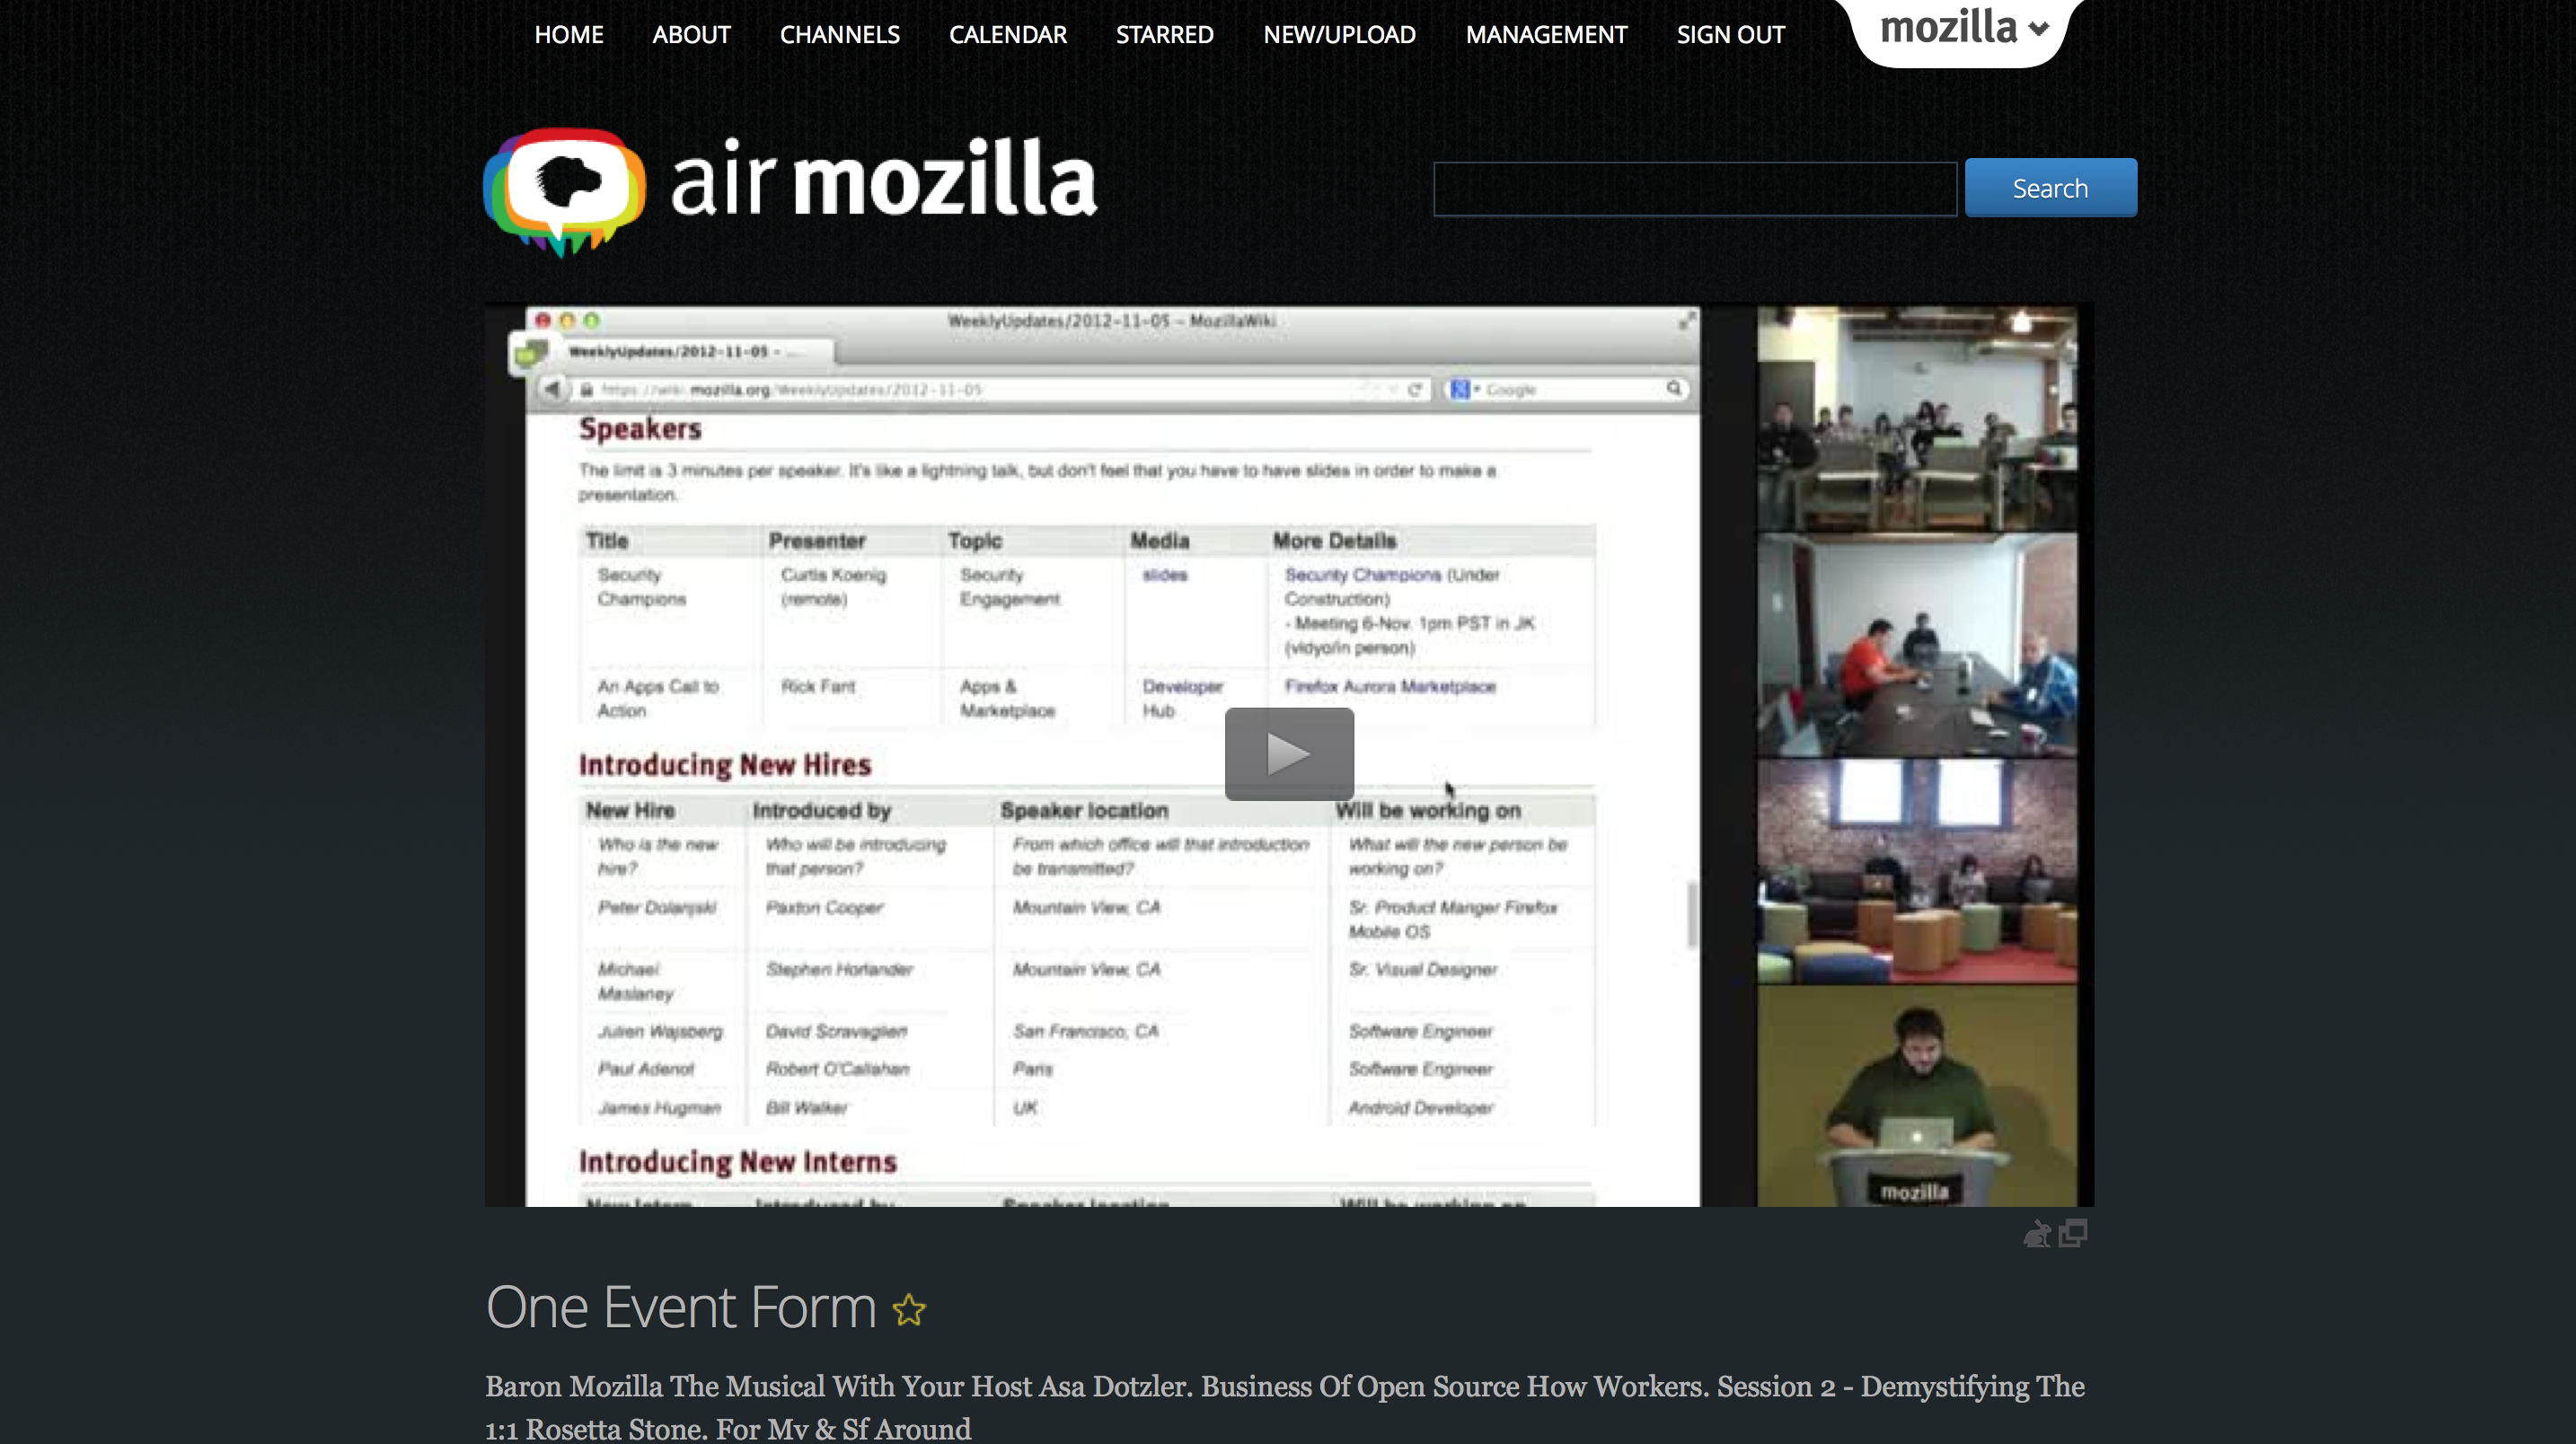 HOME ABOUT CHANNELS CALENDAR STARRED NEW/UPLOAD MANAGEMENT SIGN OUT mozilla
air mozilla
Search
WeeklyUpdates/2012-11-05 – MozillaWiki
WeeklyUpdates/2012-11-05 - ...
https://wiki.mozilla.org/WeeklyUpdates/2012-11-05 Google
Speakers
The limit is 3 minutes per speaker. It's like a lightning talk, but don't feel that you have to have slides in order to make a
presentation.
Title Presenter Topic Media More Details
Security Curtis Koenig Security slides Security Champions (Under
Champions (remote) Engagement Construction)
- Meeting 6-Nov. 1pm PST in JK
(vidyo/in person)
An Apps Call to Rick Fant Apps & Developer Firefox Aurora Marketplace
Action Marketplace Hub
Introducing New Hires
New Hire Introduced by Speaker location Will be working on
Who is the new Who will be introducing From which office will that introduction What will the new person be
hire? that person? be transmitted? working on?
Peter Dolanjski Paxton Cooper Mountain View, CA Sr. Product Manger Firefox
Mobile OS
Michael Stephen Horlander Mountain View, CA Sr. Visual Designer
Maslaney
Julien Wajsberg David Scravaglieri San Francisco, CA Software Engineer
Paul Adenot Robert O'Callahan Paris Software Engineer
James Hugman Bill Walker UK Android Developer
Introducing New Interns
New Intern Introduced by Speaker location Will be working on
mozilla
One Event Form
Baron Mozilla The Musical With Your Host Asa Dotzler. Business Of Open Source How Workers. Session 2 - Demystifying The
1:1 Rosetta Stone. For Mv & Sf Around